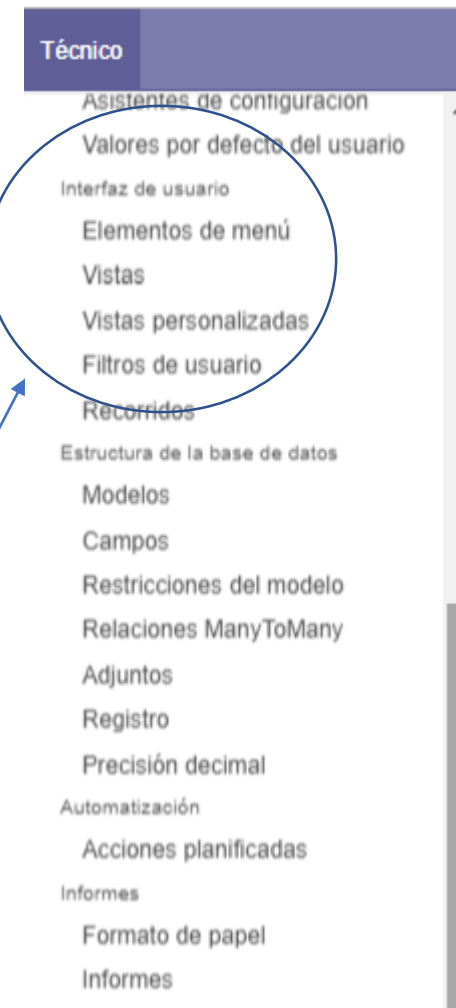 Técnico
Asistentes de configuración
Valores por defecto del usuario
Interfaz de usuario
Elementos de menú
Vistas
Vistas personalizadas
Filtros de usuario
Recorridos
Estructura de la base de datos
Modelos
Campos
Restricciones del modelo
Relaciones ManyToMany
Adjuntos
Registro
Precisión decimal
Automatización
Acciones planificadas
Informes
Formato de papel
Informes